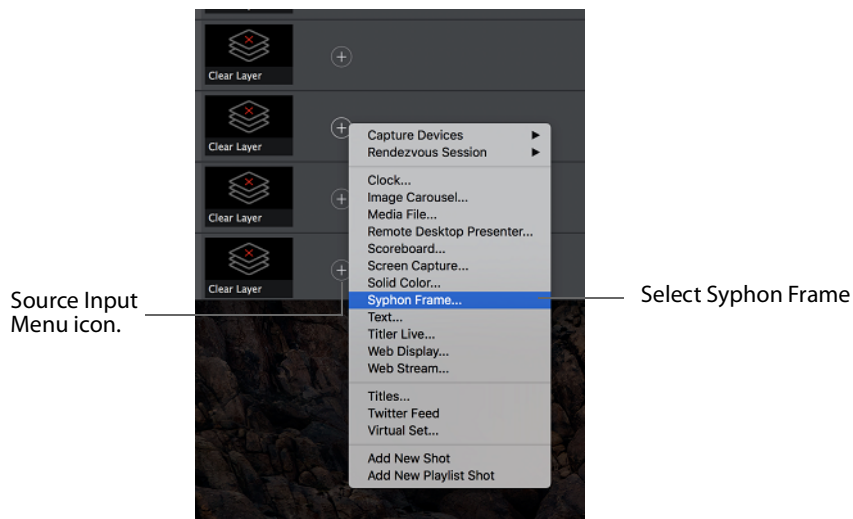 Clear Layer
Clear Layer
Clear Layer
Clear Layer
Capture Devices
Rendezvous Session
Clock...
Image Carousel...
Media File...
Remote Desktop Presenter...
Scoreboard...
Screen Capture...
Solid Color...
Syphon Frame...
Text...
Titler Live...
Web Display...
Web Stream...
Titles...
Twitter Feed
Virtual Set...
Add New Shot
Add New Playlist Shot
Source Input
Menu icon.
Select Syphon Frame